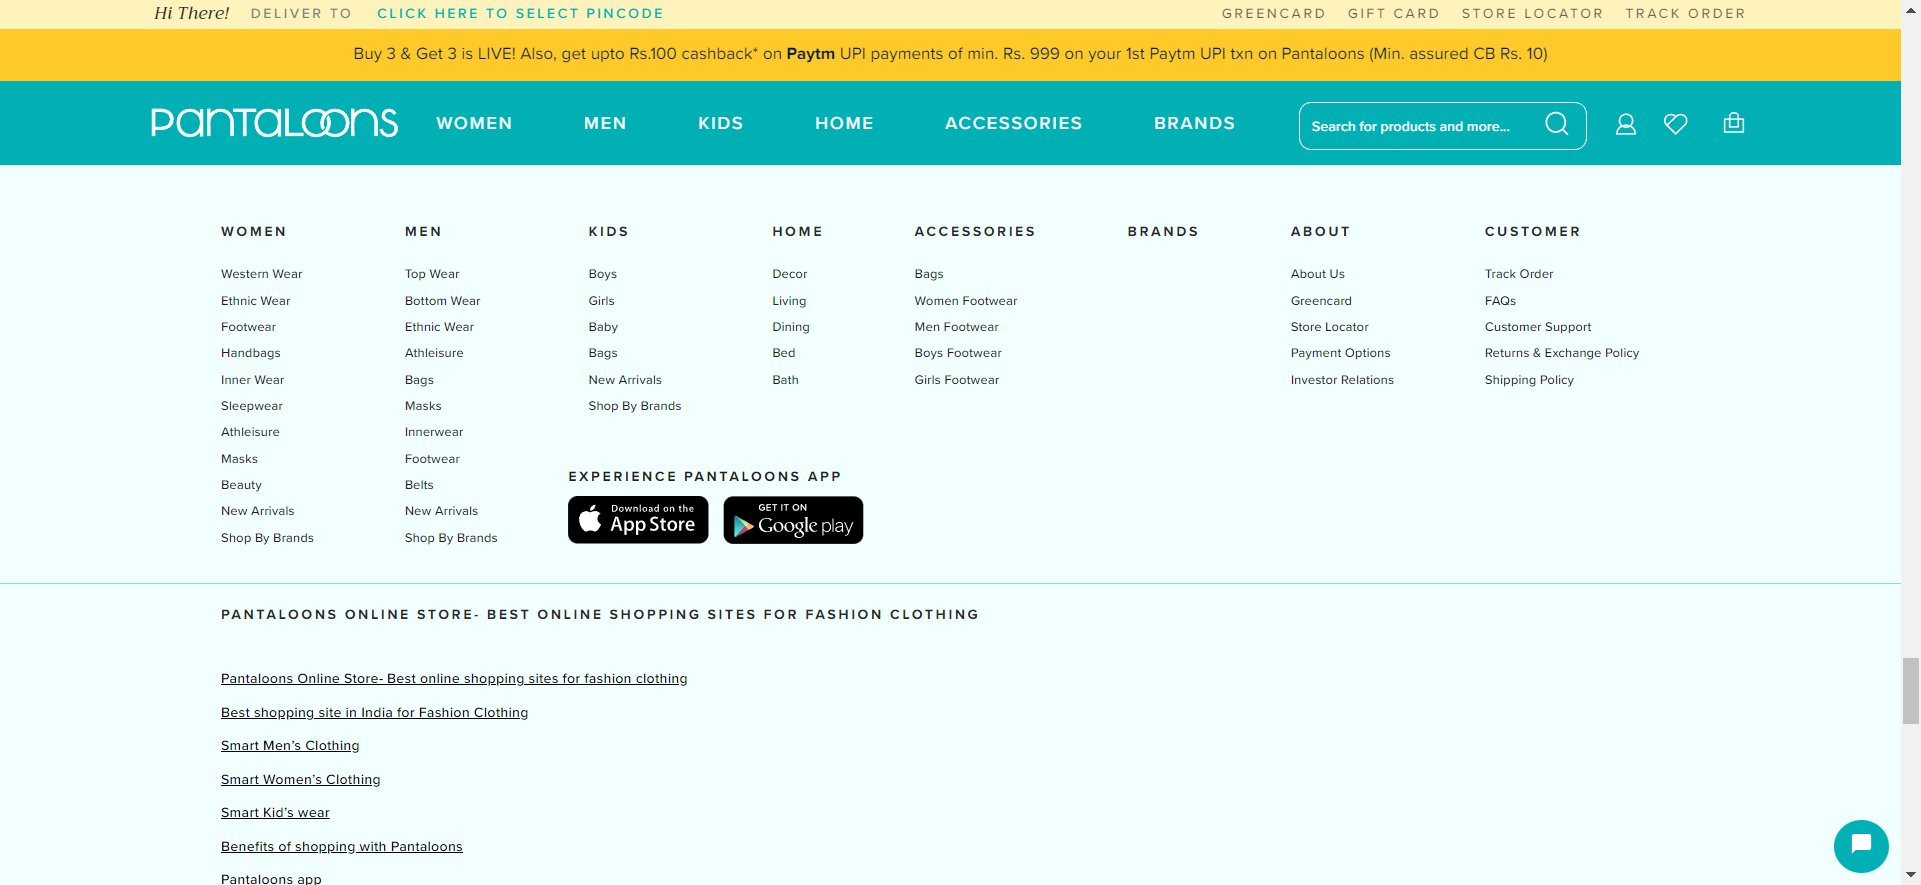 Hi There! DELIVER TO CLICK HERE TO SELECT PINCODE GREENCARD GIFT CARD STORE LOCATOR TRACK ORDER
Buy 3 & Get 3 is LIVE! Also, get upto Rs.100 cashback* on Paytm UPI payments of min. Rs. 999 on your 1st Paytm UPI txn on Pantaloons (Min. assured CB Rs. 10)
PANTALOONS WOMEN MEN KIDS HOME ACCESSORIES BRANDS Search for products and more...
WOMEN
Western Wear
Ethnic Wear
Footwear
Handbags
Inner Wear
Sleepwear
Athleisure
Masks
Beauty
New Arrivals
Shop By Brands
MEN
Top Wear
Bottom Wear
Ethnic Wear
Athleisure
Bags
Masks
Innerwear
Footwear
Belts
New Arrivals
Shop By Brands
KIDS
Boys
Girls
Baby
Bags
New Arrivals
Shop By Brands
HOME
Decor
Living
Dining
Bed
Bath
ACCESSORIES
Bags
Women Footwear
Men Footwear
Boys Footwear
Girls Footwear
BRANDS
ABOUT
About Us
Greencard
Store Locator
Payment Options
Investor Relations
CUSTOMER
Track Order
FAQs
Customer Support
Returns & Exchange Policy
Shipping Policy
EXPERIENCE PANTALOONS APP
Download on the
App Store
GET IT ON
Google play
PANTALOONS ONLINE STORE- BEST ONLINE SHOPPING SITES FOR FASHION CLOTHING
Pantaloons Online Store- Best online shopping sites for fashion clothing
Best shopping site in India for Fashion Clothing
Smart Men's Clothing
Smart Women's Clothing
Smart Kid's wear
Benefits of shopping with Pantaloons
Pantaloons app